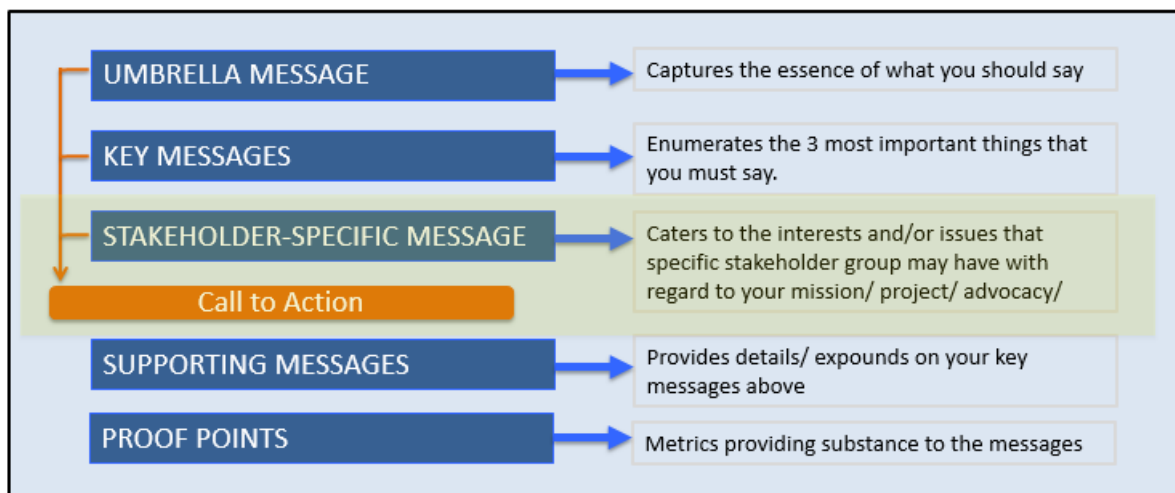 UMBRELLA MESSAGE
Captures the essence of what you should say
KEY MESSAGES
Enumerates the 3 most important things that
you must say.
STAKEHOLDER-SPECIFIC MESSAGE
Caters to the interests and/or issues that
specific stakeholder group may have with
regard to your mission/ project/ advocacy/
Call to Action
SUPPORTING MESSAGES
Provides details/ expounds on your key
messages above
PROOF POINTS
Metrics providing substance to the messages